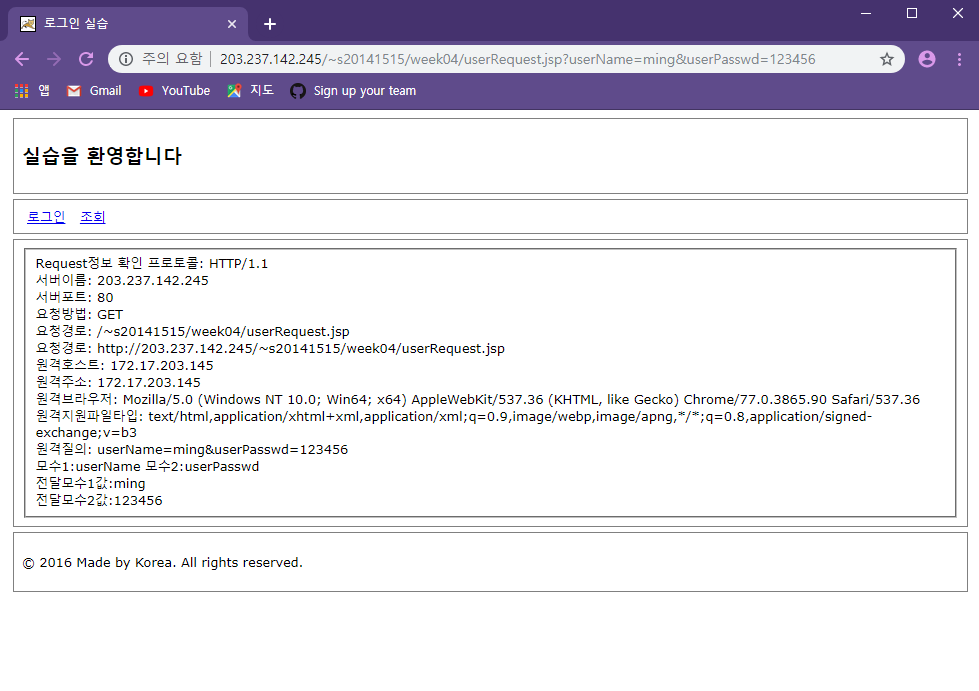 로그인 실습
주의 요함 203.237.142.245/~s20141515/week04/userRequest.jsp?userName=ming&userPasswd=123456
앱 Gmail YouTube 지도 Sign up your team
실습을 환영합니다
로그인 조회
Request정보 확인 프로토콜: HTTP/1.1
서버이름: 203.237.142.245
서버포트: 80
요청방법: GET
요청경로: /~s20141515/week04/userRequest.jsp
요청경로: http://203.237.142.245/~s20141515/week04/userRequest.jsp
원격호스트: 172.17.203.145
원격주소: 172.17.203.145
원격브라우저: Mozilla/5.0 (Windows NT 10.0; Win64; x64) AppleWebKit/537.36 (KHTML, like Gecko) Chrome/77.0.3865.90 Safari/537.36
원격지원파일타입: text/html,application/xhtml+xml,application/xml;q=0.9,image/webp,image/apng,*/*;q=0.8,application/signed-
exchange;v=b3
원격질의: userName=ming&userPasswd=123456
모수1:userName 모수2:userPasswd
전달모수1값:ming
전달모수2값:123456
© 2016 Made by Korea. All rights reserved.